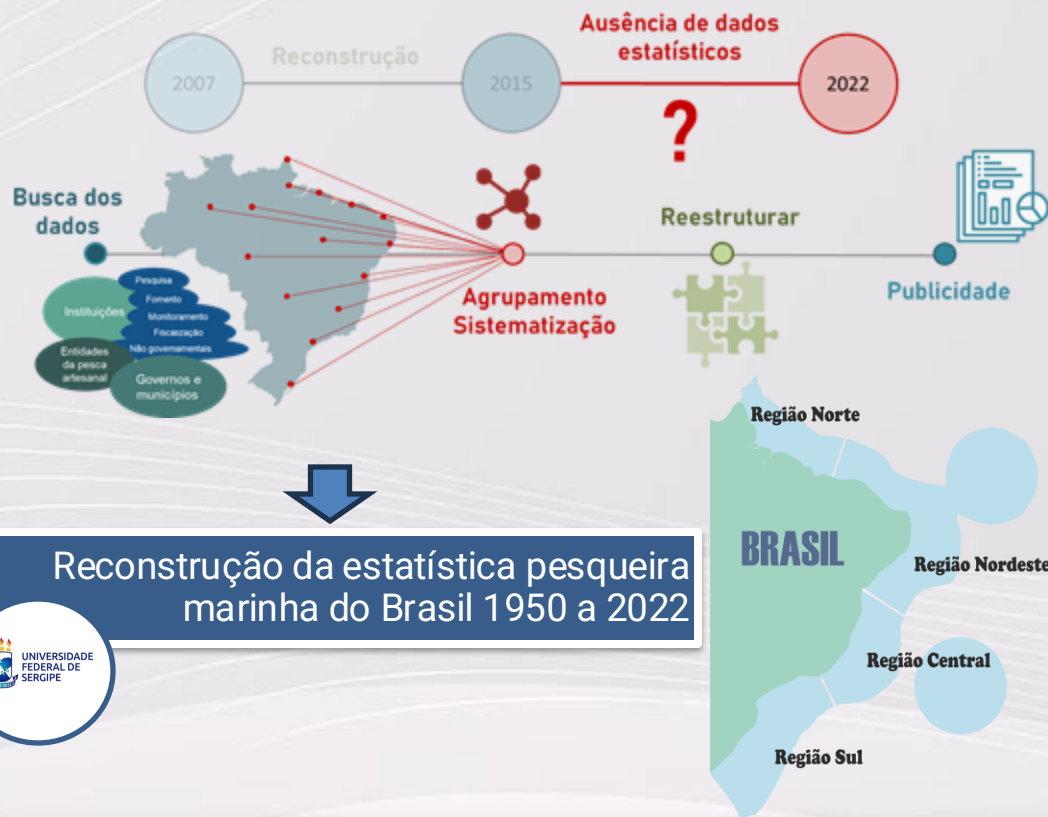 Ausência de dados
estatísticos
2007
Reconstrução
2015
2022
?
Busca dos
dados
Pesquisa
Fomento
Instituições
Monitoramento
Fiscalização
Não governamentais
Entidades
da pesca
artesanal
Governos e
municípios
Agrupamento
Sistematização
Reestruturar
Publicidade
Região Norte
BRASIL
Região Nordeste
Região Central
Região Sul
Reconstrução da estatística pesqueira
marinha do Brasil 1950 a 2022
UNIVERSIDADE
FEDERAL DE
SERGIPE